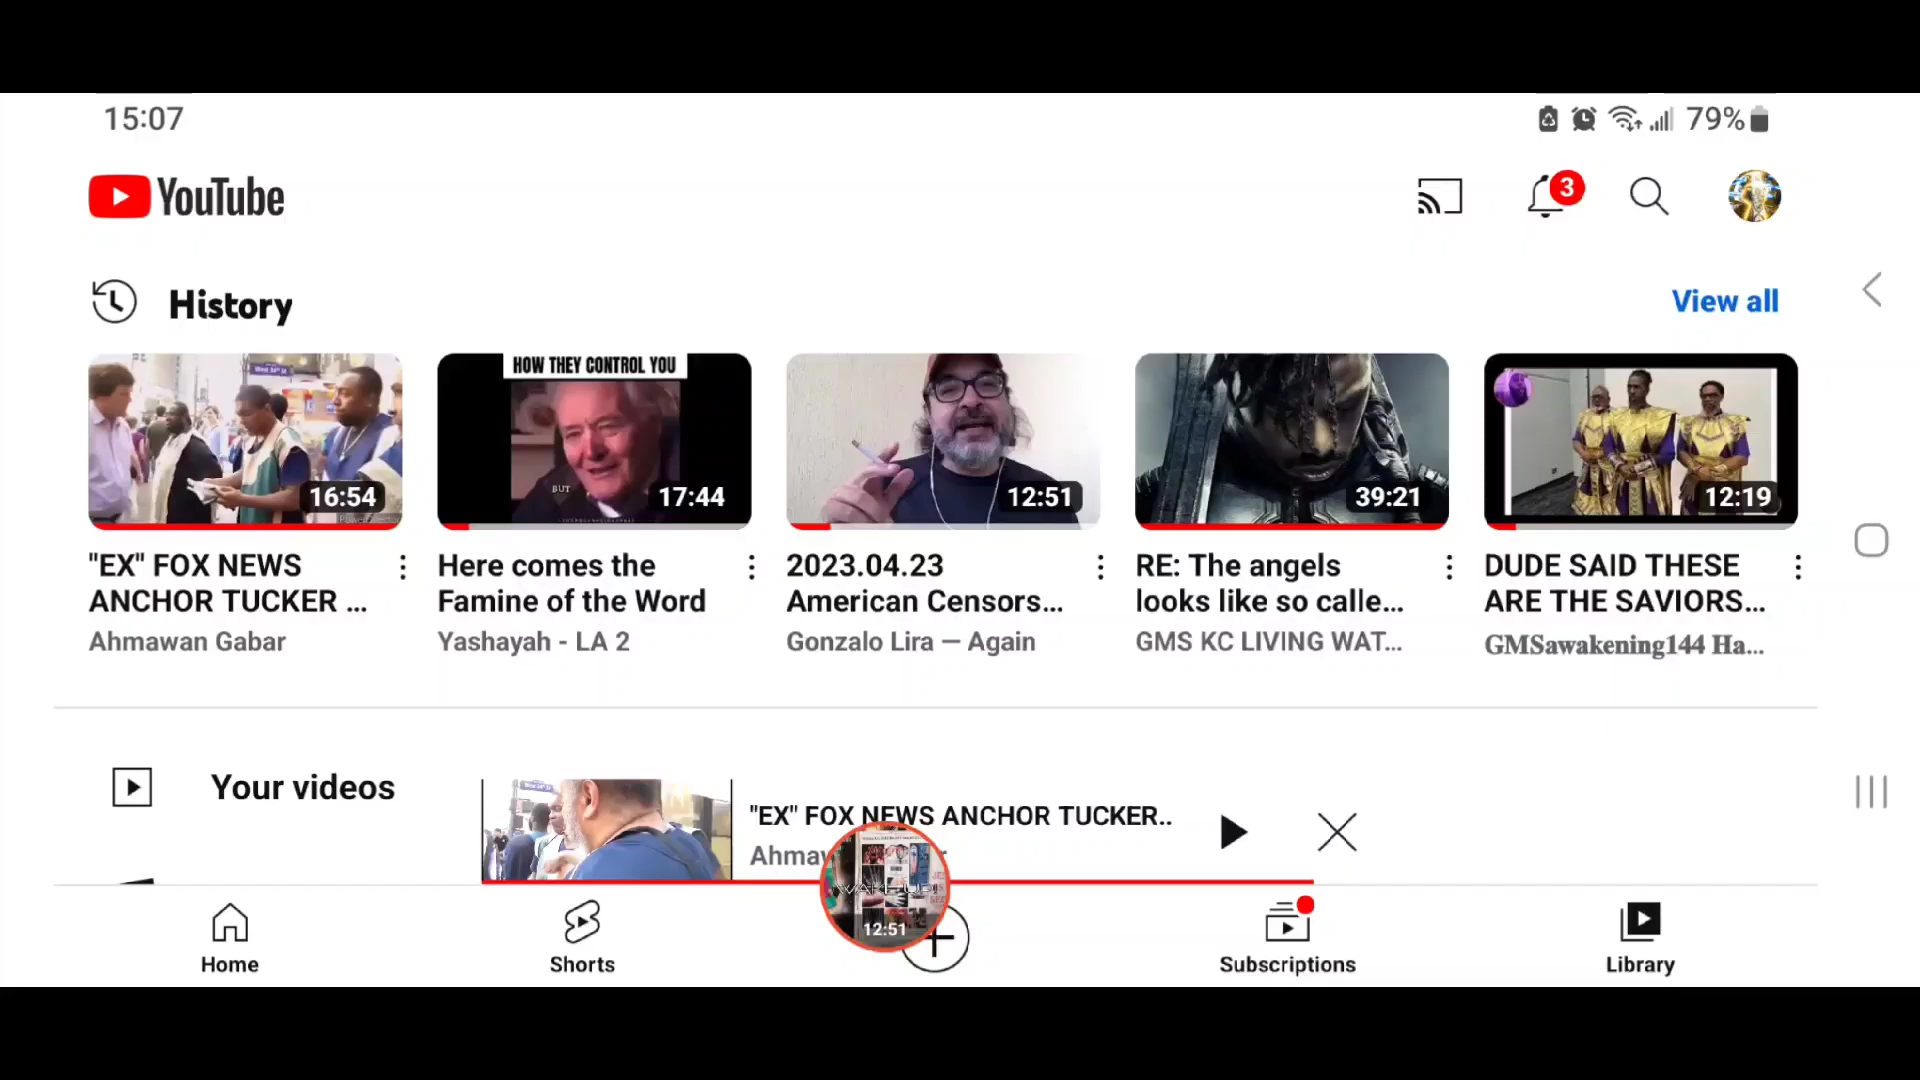 15:07
79%
YouTube
3
History
View all
HOW THEY CONTROL YOU
BUT
16:54
17:44
12:51
39:21
12:19
"EX" FOX NEWS
ANCHOR TUCKER ...
Ahmawan Gabar
Here comes the
Famine of the Word
Yashayah - LA 2
2023.04.23
American Censors...
Gonzalo Lira — Again
RE: The angels
looks like so calle...
GMS KC LIVING WAT...
DUDE SAID THESE
ARE THE SAVIORS...
GMSawakening144 Ha...
Your videos
"EX" FOX NEWS ANCHOR TUCKER..
Ahmaw
WAKE UP
12:51
Home
Shorts
Subscriptions
Library